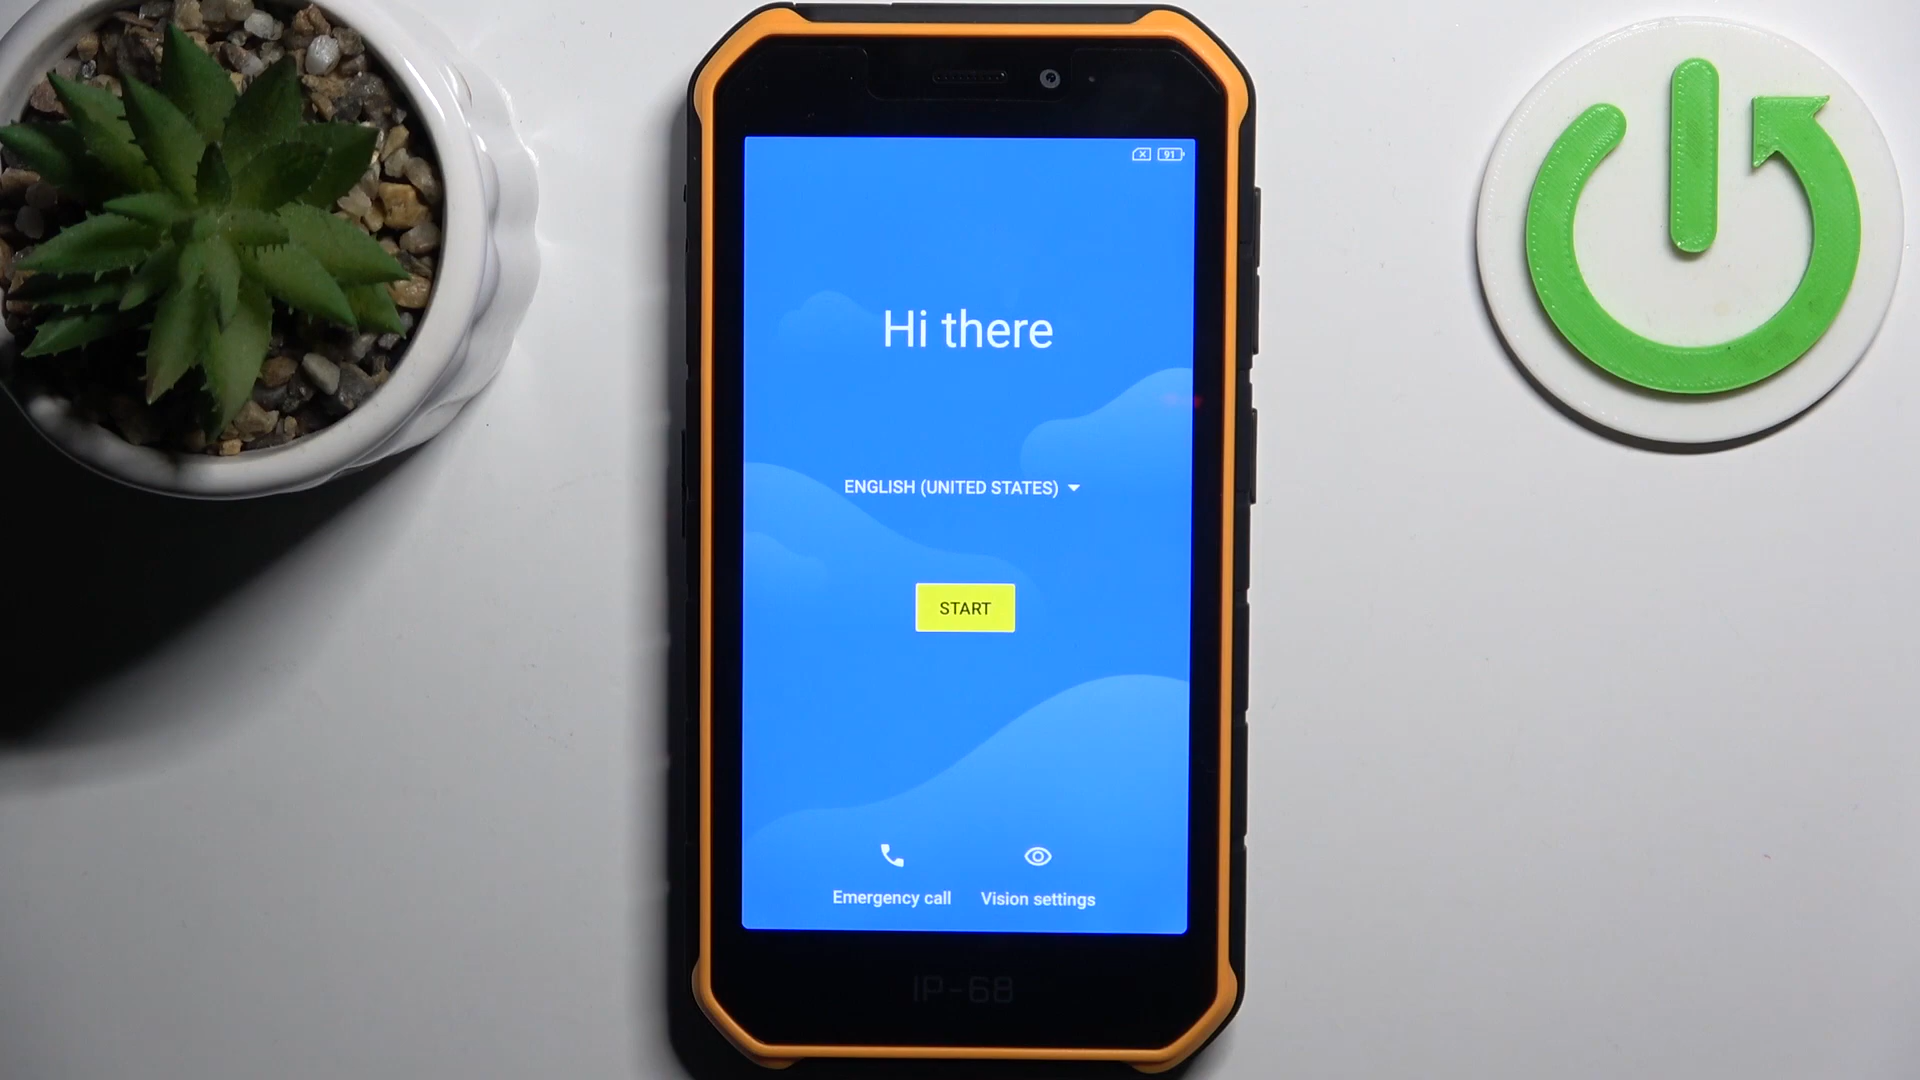 91
Hi there
ENGLISH (UNITED STATES)
START
Emergency call
Vision settings
IP-68